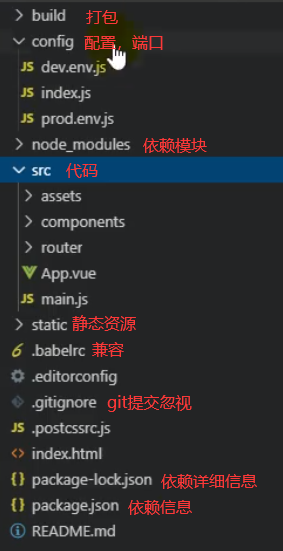 build 打包
config 配置，端口
JS dev.env.js
JS index.js
JS prod.env.js
node_modules 依赖模块
src 代码
assets
components
router
App.vue
JS main.js
static 静态资源
.babelrc 兼容
.editorconfig
.gitignore git提交忽视
JS .postcssrc.js
index.html
{} package-lock.json 依赖详细信息
{} package.json 依赖信息
README.md